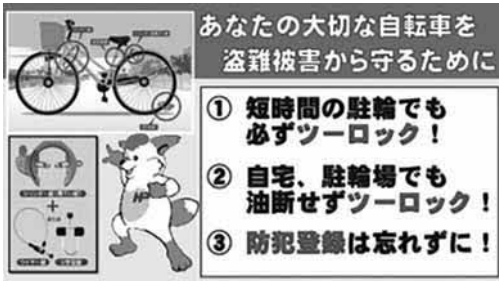 あなたの大切な自転車を
盗難被害から守るために
① 短時間の駐輪でも
必ずツーロック！
② 自宅、駐輪場でも
油断せずツーロック！
③ 防犯登録は忘れずに！
+
HP